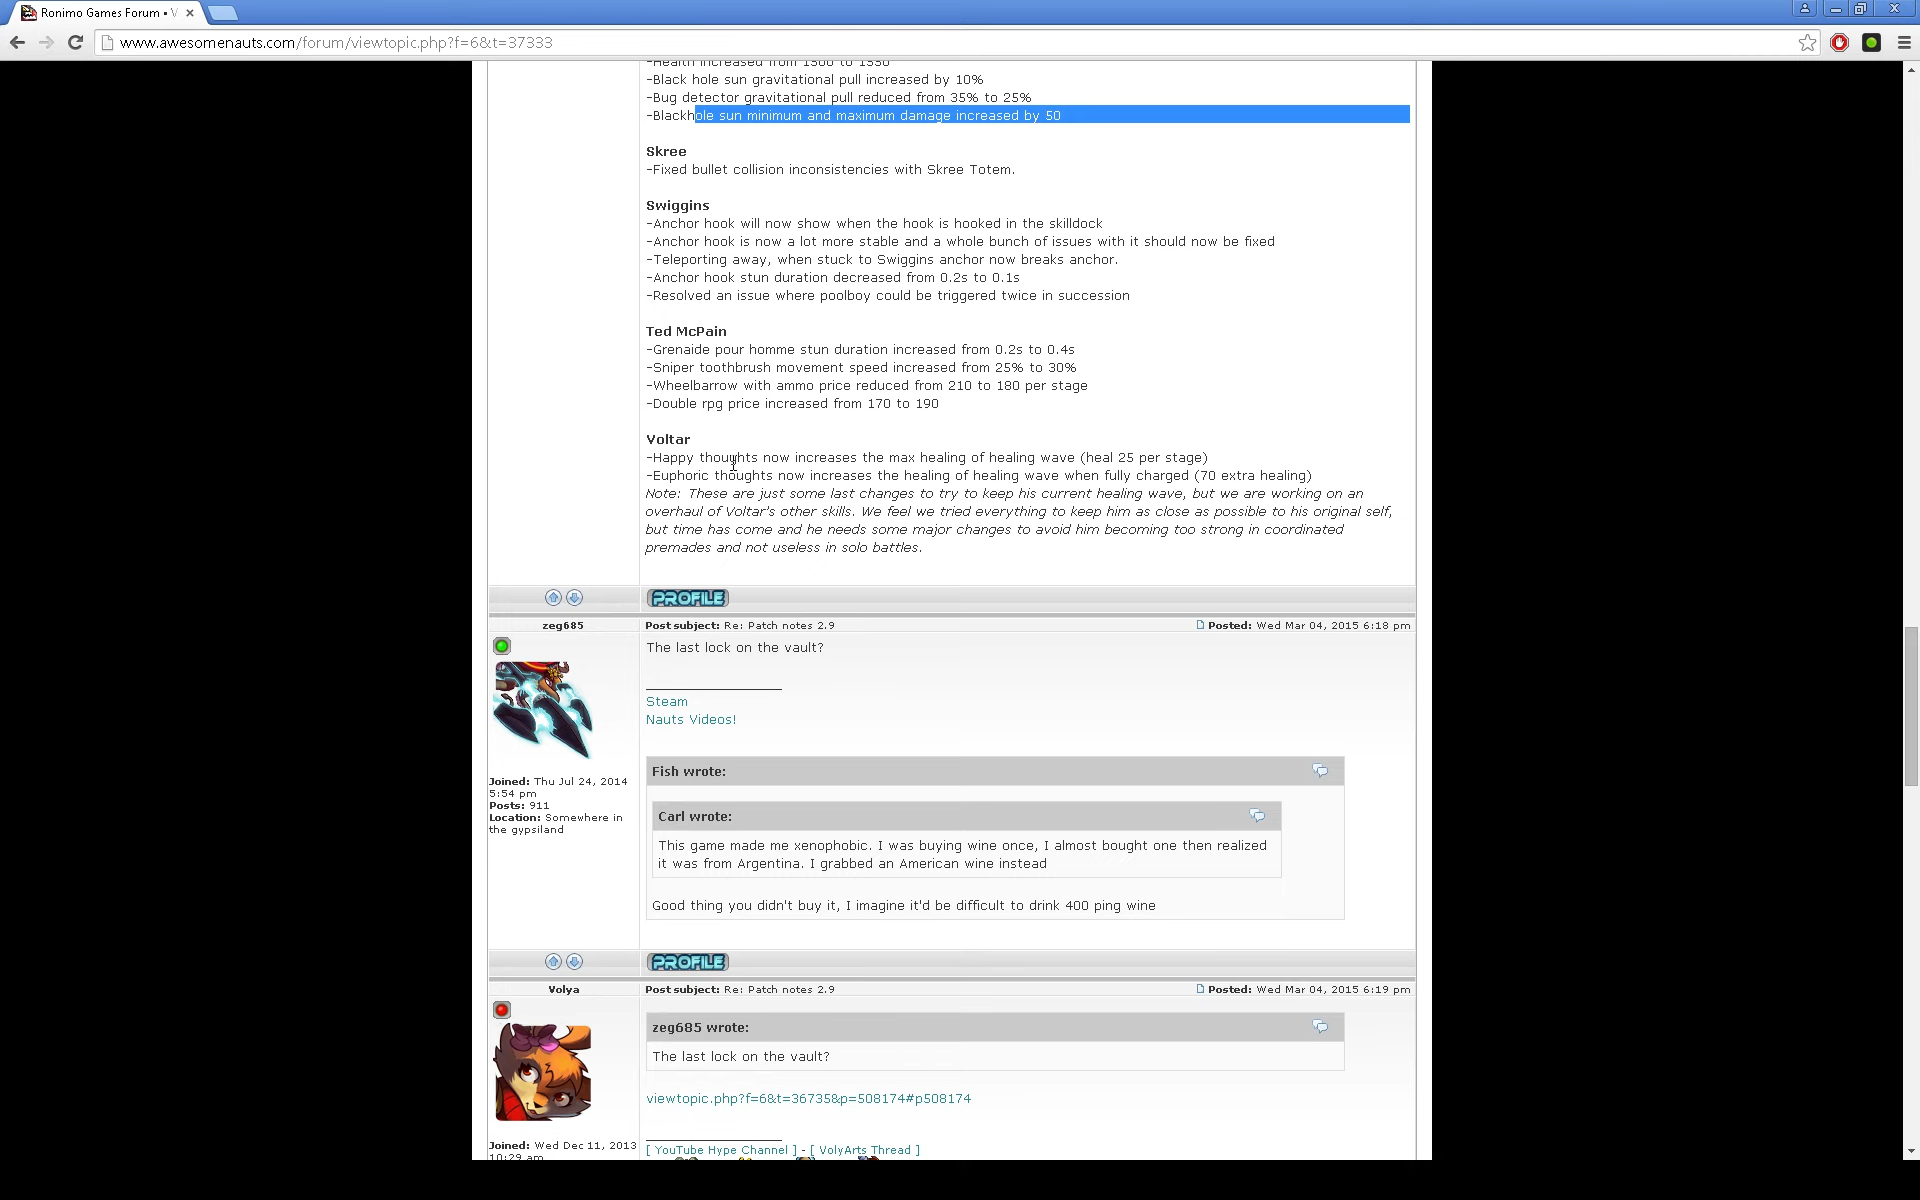 Ronimo Games Forum • V
www.awesomenauts.com/forum/viewtopic.php?f=6&t=37333
-Health increased from 1500 to 1550
-Black hole sun gravitational pull increased by 10%
-Bug detector gravitational pull reduced from 35% to 25%
-Blackhole sun minimum and maximum damage increased by 50
Skree
-Fixed bullet collision inconsistencies with Skree Totem.
Swiggins
-Anchor hook will now show when the hook is hooked in the skilldock
-Anchor hook is now a lot more stable and a whole bunch of issues with it should now be fixed
-Teleporting away, when stuck to Swiggins anchor now breaks anchor.
-Anchor hook stun duration decreased from 0.2s to 0.1s
-Resolved an issue where poolboy could be triggered twice in succession
Ted McPain
-Grenaide pour homme stun duration increased from 0.2s to 0.4s
-Sniper toothbrush movement speed increased from 25% to 30%
-Wheelbarrow with ammo price reduced from 210 to 180 per stage
-Double rpg price increased from 170 to 190
Voltar
-Happy thoughts now increases the max healing of healing wave (heal 25 per stage)
-Euphoric thoughts now increases the healing of healing wave when fully charged (70 extra healing)
Note: These are just some last changes to try to keep his current healing wave, but we are working on an
overhaul of Voltar's other skills. We feel we tried everything to keep him as close as possible to his original self,
but time has come and he needs some major changes to avoid him becoming too strong in coordinated
premades and not useless in solo battles.
PROFILE
zeg685
Post subject: Re: Patch notes 2.9
Posted: Wed Mar 04, 2015 6:18 pm
The last lock on the vault?
Steam
Nauts Videos!
Joined: Thu Jul 24, 2014
5:54 pm
Posts: 911
Location: Somewhere in
the gypsiland
Fish wrote:
Carl wrote:
This game made me xenophobic. I was buying wine once, I almost bought one then realized
it was from Argentina. I grabbed an American wine instead
Good thing you didn't buy it, I imagine it'd be difficult to drink 400 ping wine
PROFILE
Volya
Post subject: Re: Patch notes 2.9
Posted: Wed Mar 04, 2015 6:19 pm
zeg685 wrote:
The last lock on the vault?
viewtopic.php?f=6&t=36735&p=508174#p508174
Joined: Wed Dec 11, 2013
10:29 am
[ YouTube Hype Channel ] - [ VolyArts Thread ]